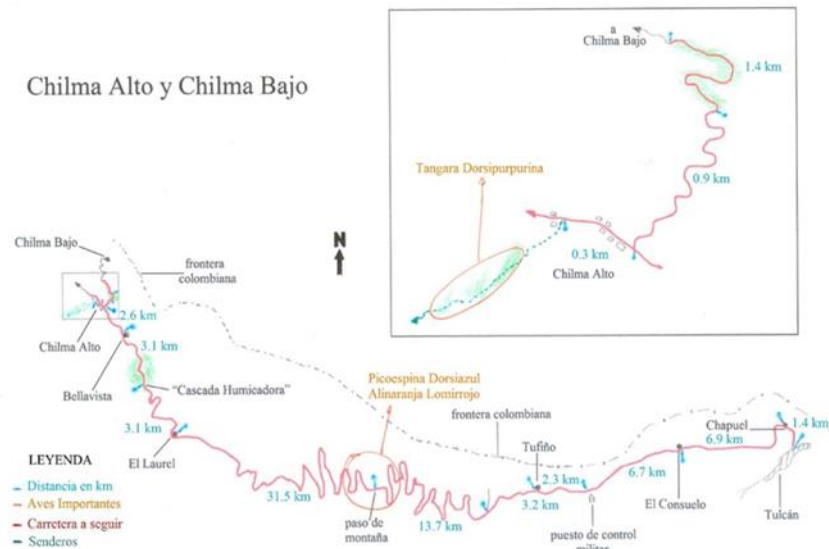 Chilma Alto y Chilma Bajo
a
Chilma Bajo
1.4 km
0.9 km
Tangara Dorsipurpurina
0.3 km
Chilma Alto
N
Chilma Bajo
frontera
colombiana
2.6 km
Chilma Alto
3.1 km
Bellavista
"Cascada Humeadora"
3.1 km
El Laurel
Picoespina Dorsiazul
Alinaranja Lomirrojo
frontera colombiana
31.5 km
paso de
montaña
13.7 km
Tufiño
2.3 km
3.2 km
puesto de control
militar
6.7 km
El Consuelo
6.9 km
Chapuel
1.4 km
Tulcán
LEYENDA
Distancia en km
Aves Importantes
Carretera a seguir
Senderos